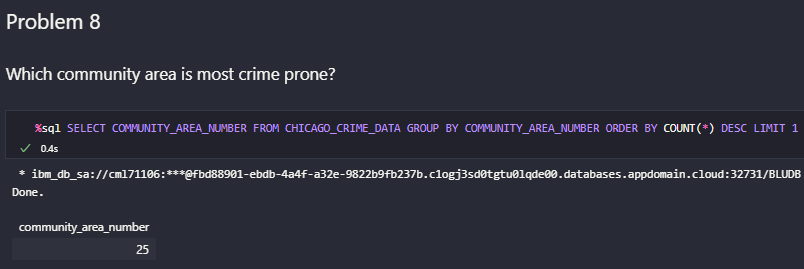 Problem 8
Which community area is most crime prone?
%sql SELECT COMMUNITY_AREA_NUMBER FROM CHICAGO_CRIME_DATA GROUP BY COMMUNITY_AREA_NUMBER ORDER BY COUNT(*) DESC LIMIT 1
0.4s
* ibm_db_sa://cml71106:***@fbd88901-ebdb-4a4f-a32e-9822b9fb237b.c1ogj3sd0tgtu0lqde00.databases.appdomain.cloud:32731/BLUDB
Done.
community_area_number
25